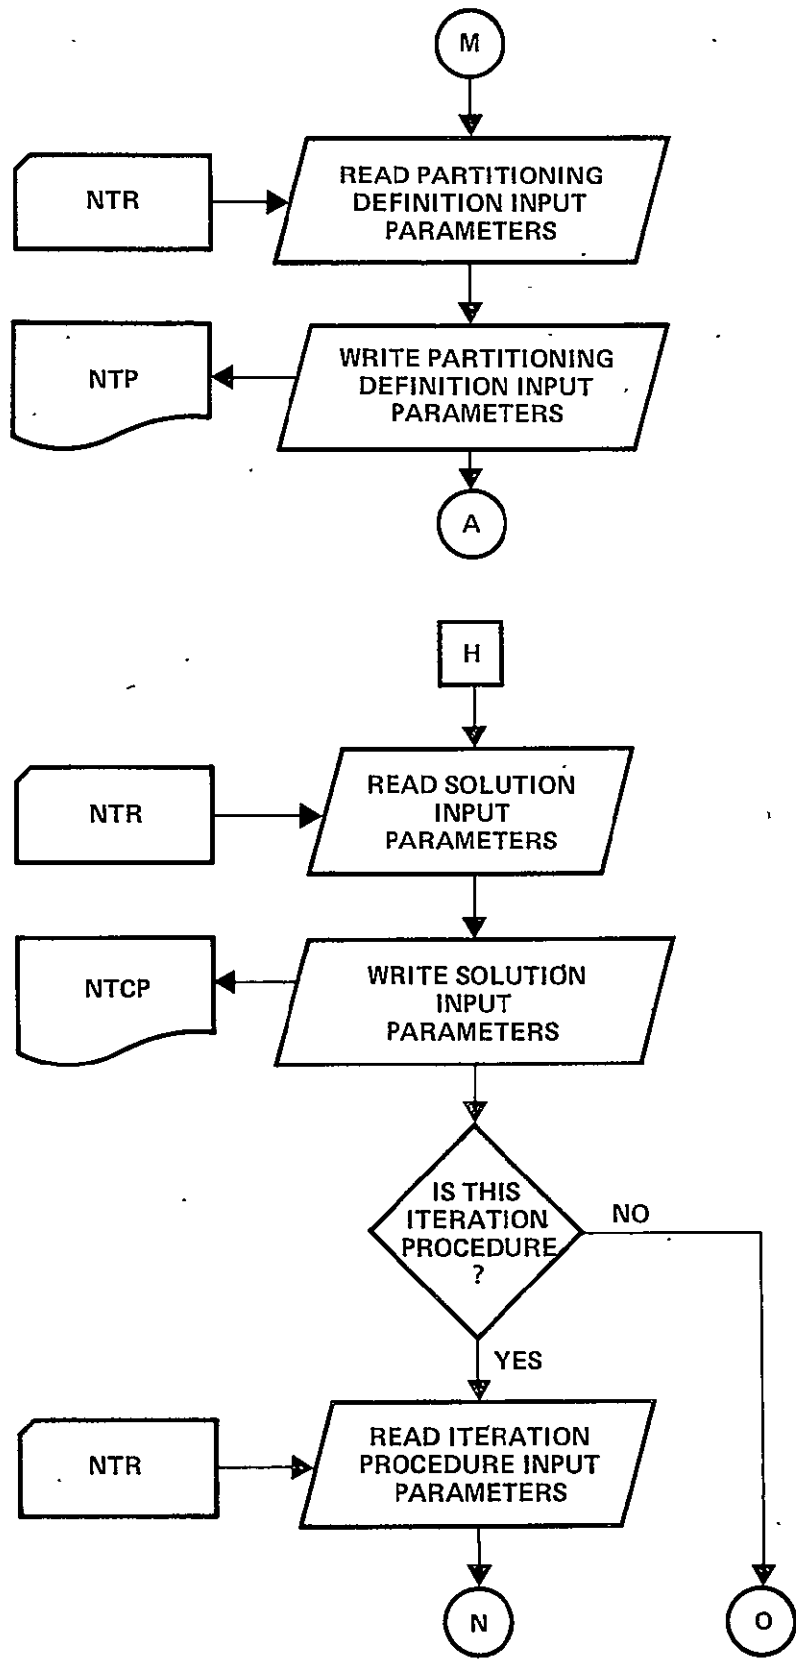 M
NTR
READ PARTITIONING
DEFINITION INPUT
PARAMETERS
NTP
WRITE PARTITIONING
DEFINITION INPUT
PARAMETERS
A
H
NTR
READ SOLUTION
INPUT
PARAMETERS
NTCP
WRITE SOLUTION
INPUT
PARAMETERS
IS THIS
ITERATION
PROCEDURE
?
NO
YES
NTR
READ ITERATION
PROCEDURE INPUT
PARAMETERS
N
O